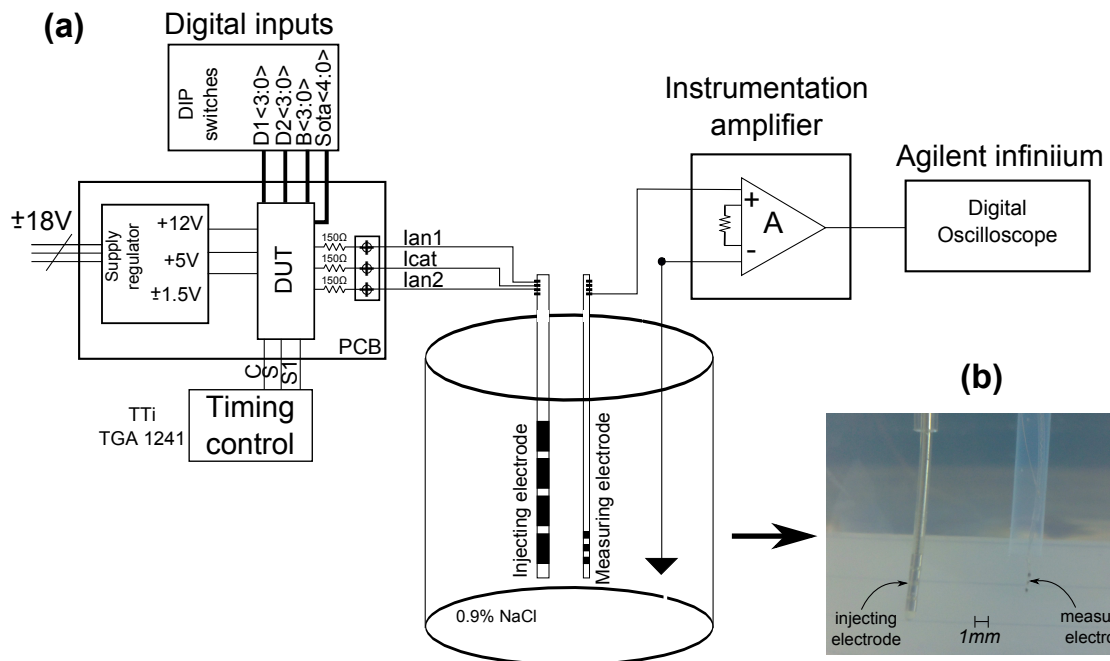 (a)
Digital inputs
DIP
switches
D1<3:0>
D2<3:0>
B<3:0>
Sota<4:0>
±18V
Supply
regulator
+12V
+5V
±1.5V
DUT
150Ω
150Ω
150Ω
Ian1
Icat
Ian2
PCB
C
S
S1
TTi
TGA 1241
Timing
control
Instrumentation
amplifier
+
A
-
Agilent infiniium
Digital
Oscilloscope
Injecting electrode
Measuring electrode
0.9% NaCl
(b)
injecting
electrode
1mm
measu
electro